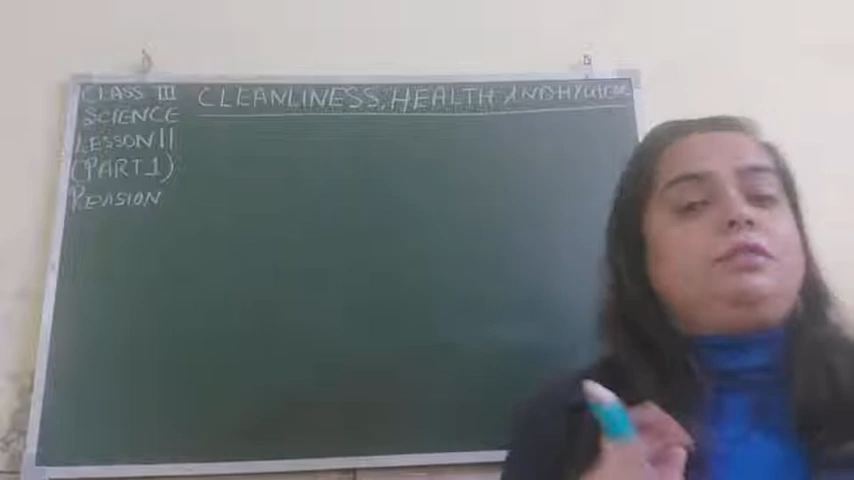 CLASS III
SCIENCE
LESSON 11
(PART 1)
REVISION
CLEANLINESS, HEALTH AND HYGIENE